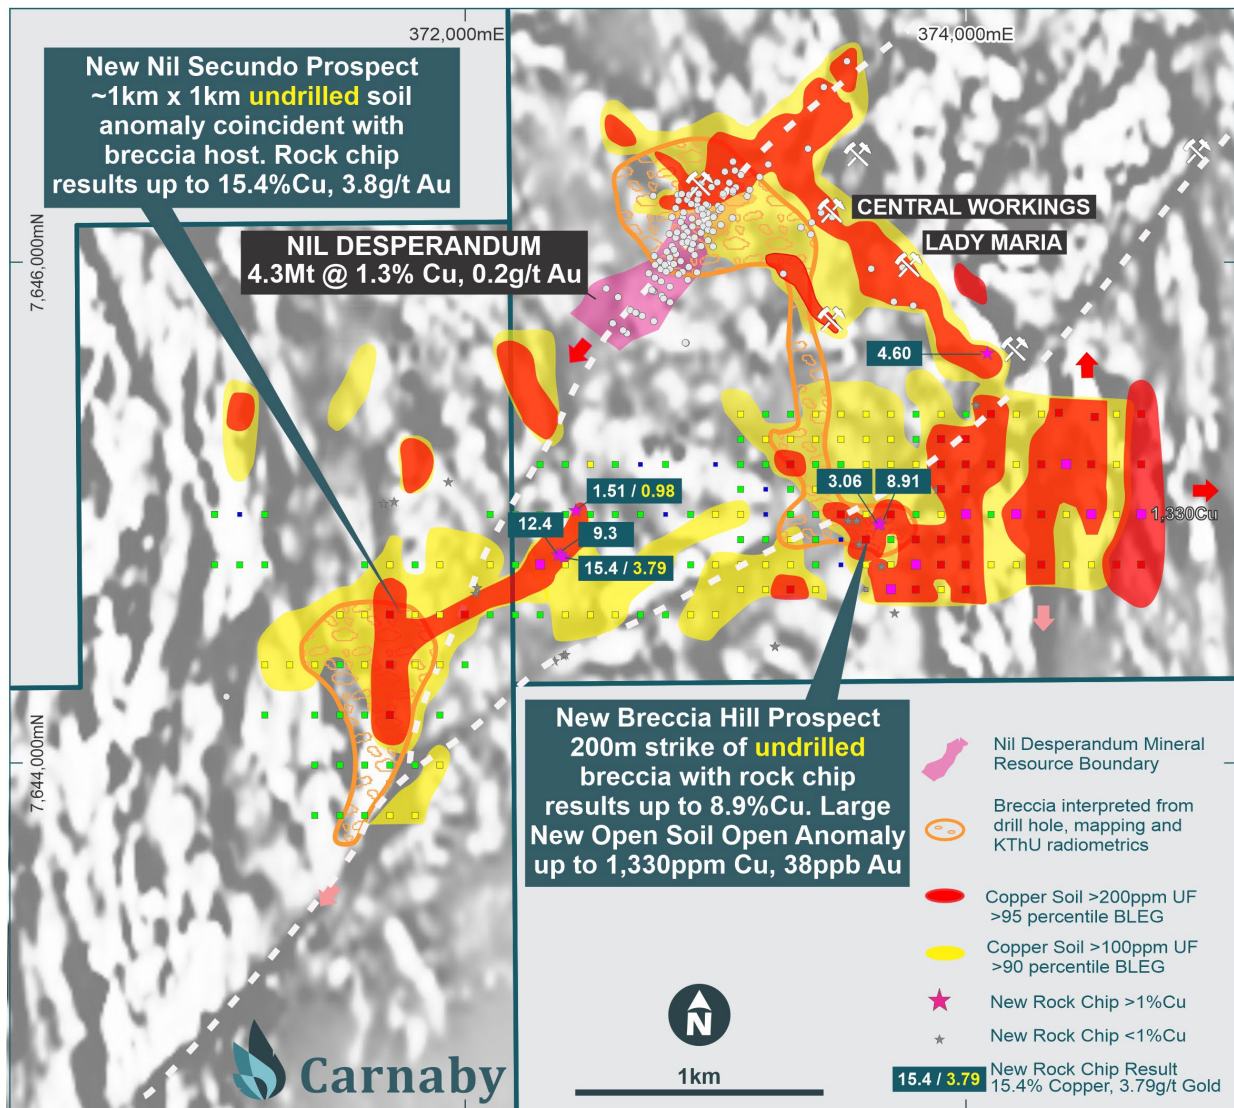 372,000mE
374,000mE
New Nil Secundo Prospect
~1km x 1km undrilled soil
anomaly coincident with
breccia host. Rock chip
results up to 15.4%Cu, 3.8g/t Au
7,646,000mN
NIL DESPERANDUM
4.3Mt @ 1.3% Cu, 0.2g/t Au
CENTRAL WORKINGS
LADY MARIA
4.60
3.06
8.91
1.51 / 0.98
12.4
9.3
15.4 / 3.79
1,330Cu
7,644,000mN
New Breccia Hill Prospect
200m strike of undrilled
breccia with rock chip
results up to 8.9%Cu. Large
New Open Soil Open Anomaly
up to 1,330ppm Cu, 38ppb Au
Nil Desperandum Mineral
Resource Boundary
Breccia interpreted from
drill hole, mapping and
KThU radiometrics
Copper Soil >200ppm UF
>95 percentile BLEG
Copper Soil >100ppm UF
>90 percentile BLEG
New Rock Chip >1%Cu
New Rock Chip <1%Cu
15.4 / 3.79
New Rock Chip Result
15.4% Copper, 3.79g/t Gold
N
1km
Carnaby